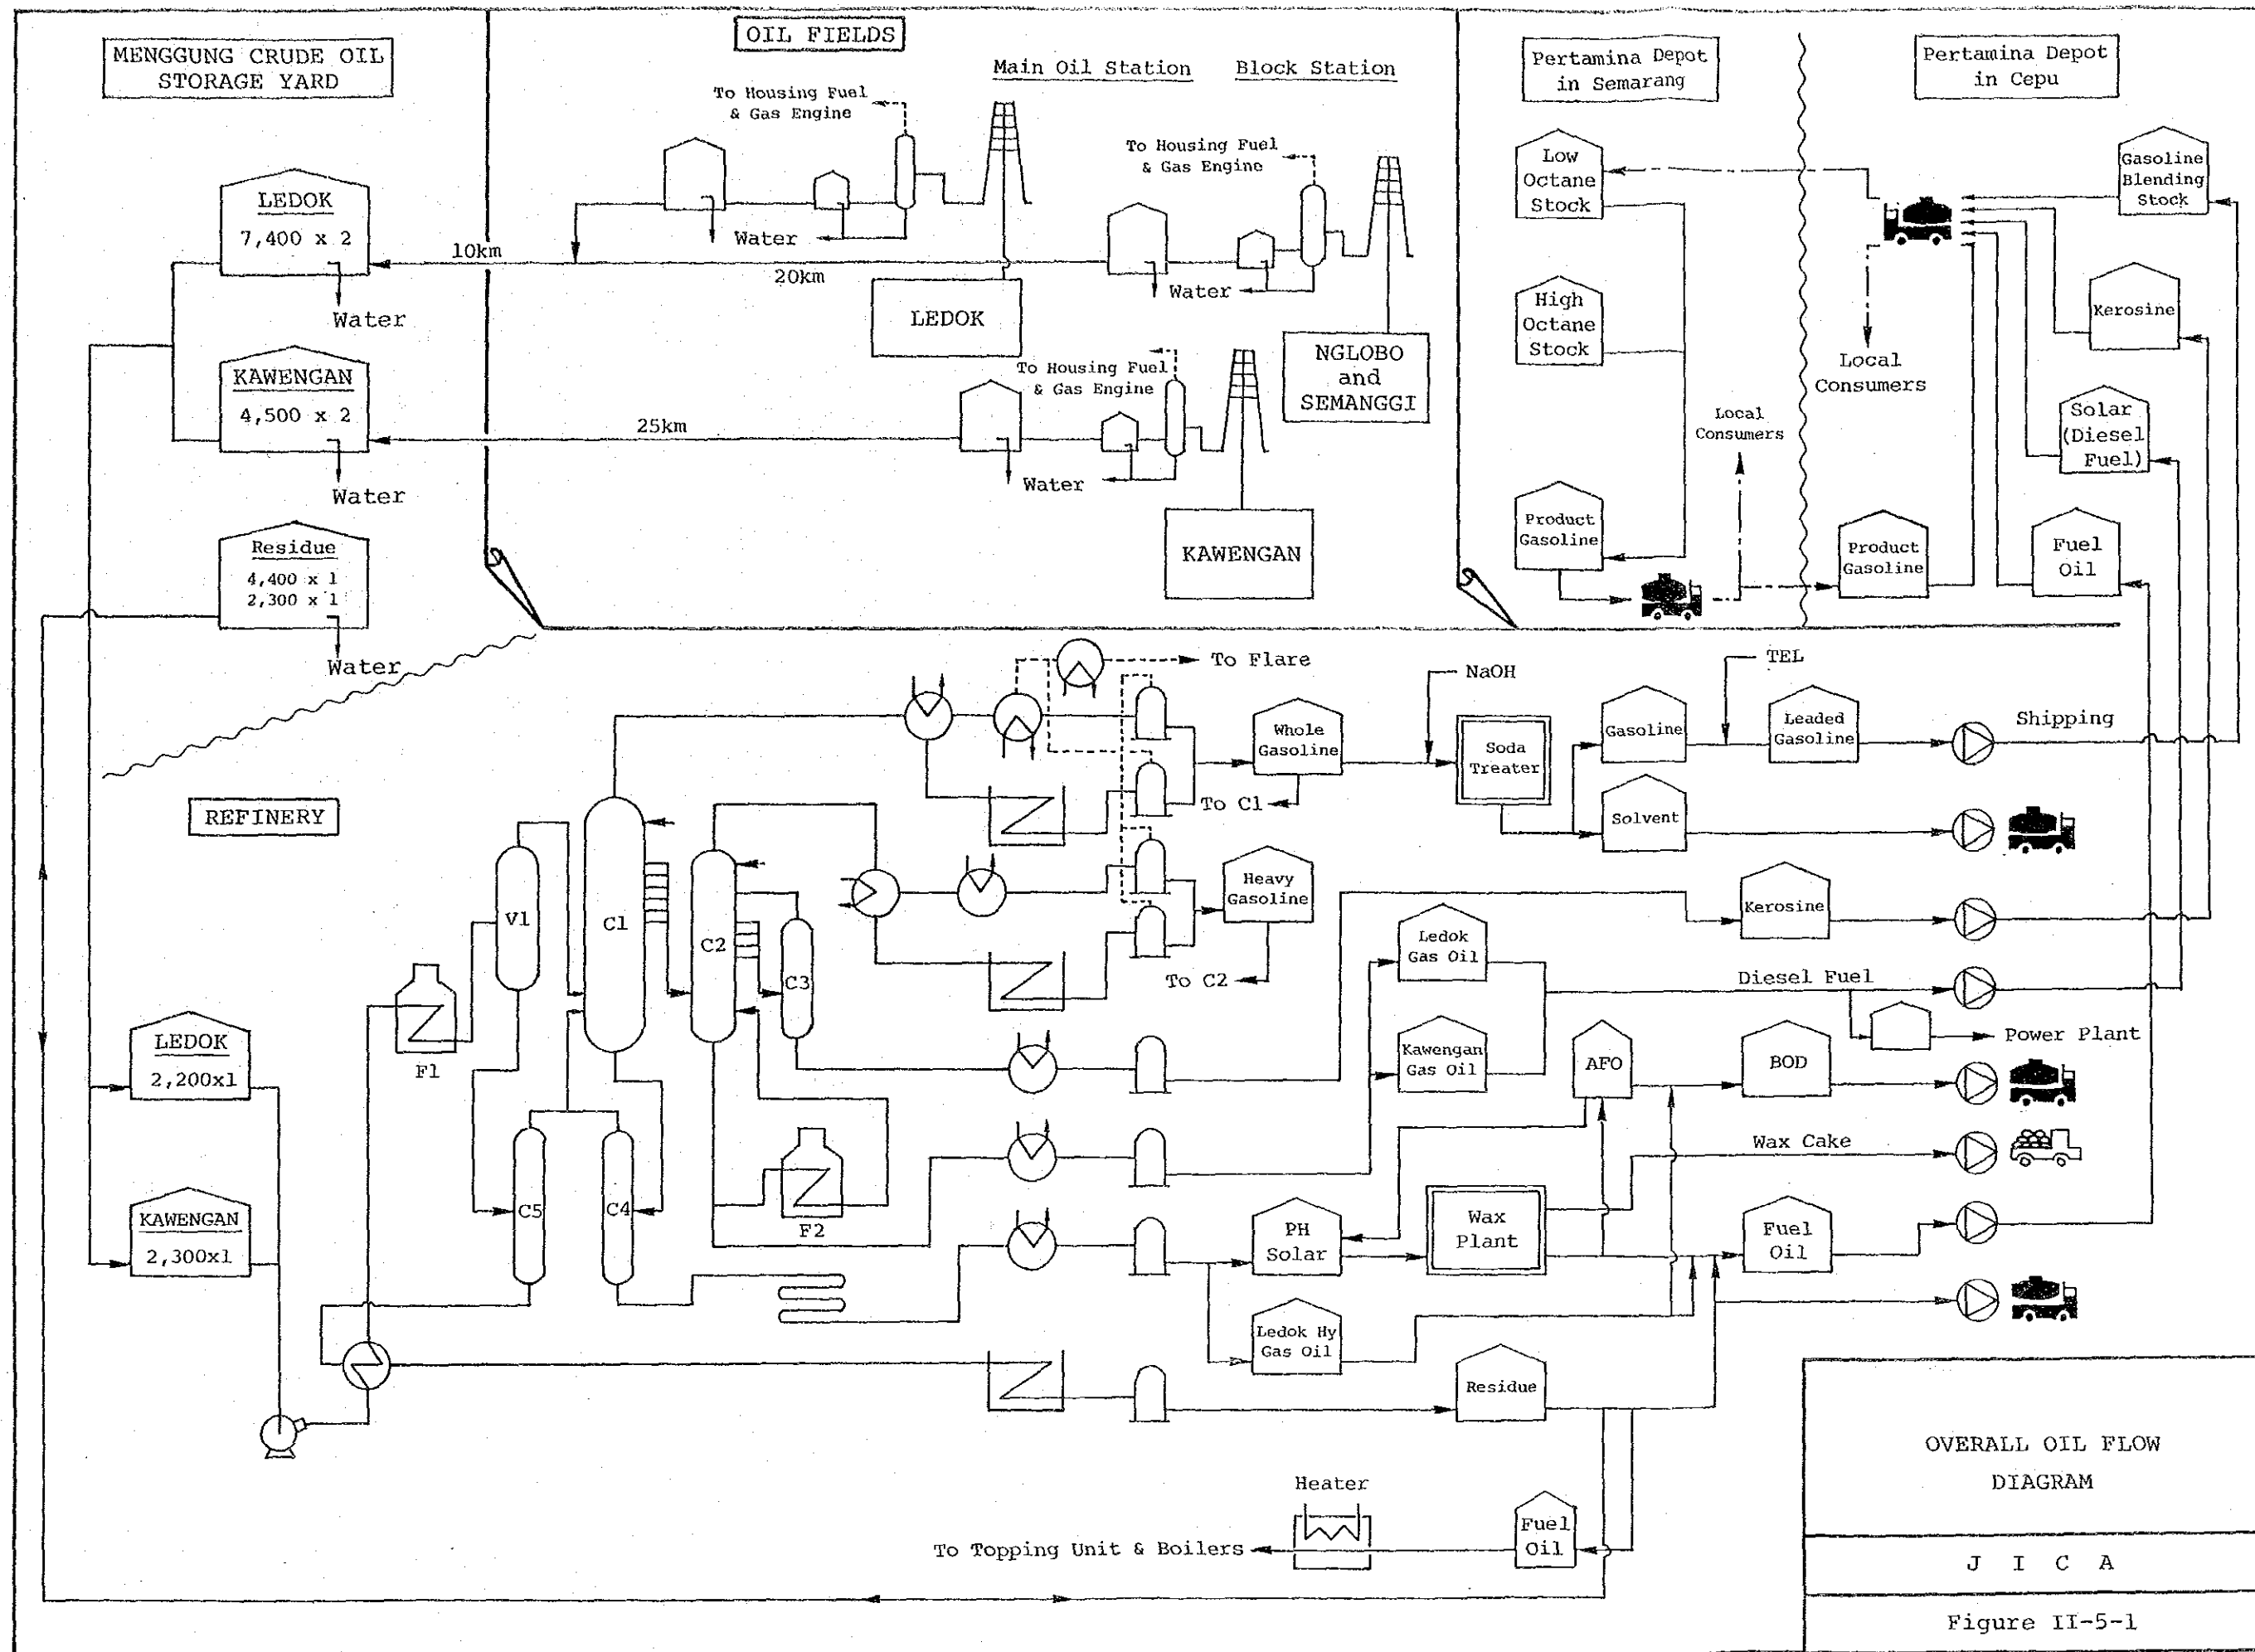 MENGGUNG CRUDE OIL
STORAGE YARD
LEDOK
7,400 x 2
Water
KAWENGAN
4,500 x 2
Water
Residue
4,400 x 1
2,300 x 1
Water
10km
OIL FIELDS
Main Oil Station
Block Station
To Housing Fuel
& Gas Engine
Water
To Housing Fuel
& Gas Engine
Water
20km
LEDOK
NGLOBO
and
SEMANGGI
To Housing Fuel
& Gas Engine
25km
Water
KAWENGAN
Pertamina Depot
in Semarang
Low
Octane
Stock
High
Octane
Stock
Product
Gasoline
Local
Consumers
Pertamina Depot
in Cepu
Gasoline
Blending
Stock
Kerosine
Local
Consumers
Solar
(Diesel
Fuel)
Product
Gasoline
Fuel
Oil
REFINERY
LEDOK
2,200x1
KAWENGAN
2,300x1
F1
V1
C1
C2
C3
C5
C4
F2
To Flare
Whole
Gasoline
To C1
NaOH
Soda
Treater
TEL
Gasoline
Leaded
Gasoline
Shipping
Solvent
Heavy
Gasoline
To C2
Kerosine
Ledok
Gas Oil
Diesel Fuel
Kawengan
Gas Oil
Power Plant
AFO
BOD
Wax Cake
PH
Solar
Wax
Plant
Fuel
Oil
Ledok Hy
Gas Oil
Residue
Heater
Fuel
Oil
To Topping Unit & Boilers
OVERALL OIL FLOW
DIAGRAM
J I C A
Figure II-5-1